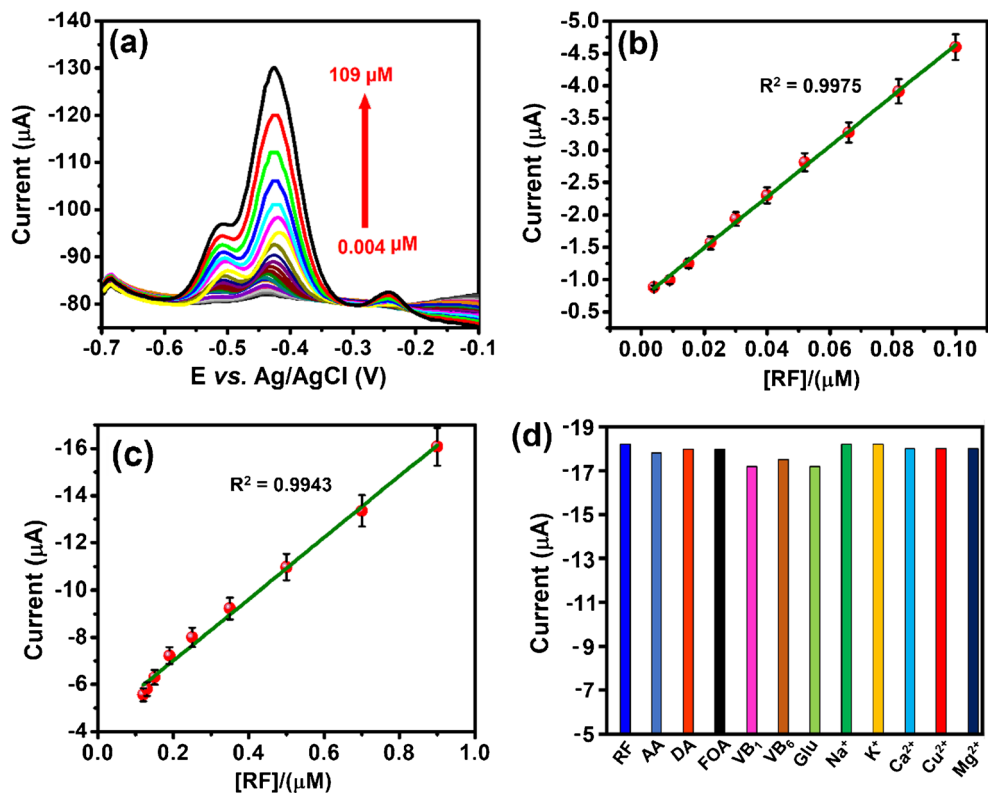 (a)
Current (μA)
-140
-130
-120
-110
-100
-90
-80
109 μM
0.004 μM
-0.7 -0.6 -0.5 -0.4 -0.3 -0.2 -0.1
E vs. Ag/AgCl (V)
(b)
Current (μA)
-5.0
-4.5
-4.0
-3.5
-3.0
-2.5
-2.0
-1.5
-1.0
-0.5
R² = 0.9975
0.00 0.02 0.04 0.06 0.08 0.10
[RF]/(μM)
(c)
Current (μA)
-16
-14
-12
-10
-8
-6
-4
R² = 0.9943
0.0 0.2 0.4 0.6 0.8 1.0
[RF]/(μM)
(d)
Current (μA)
-19
-17
-15
-13
-11
-9
-7
-5
RF AA DA FOA VB₁ VB₆ Glu Na⁺ K⁺ Ca²⁺ Cu²⁺ Mg²⁺